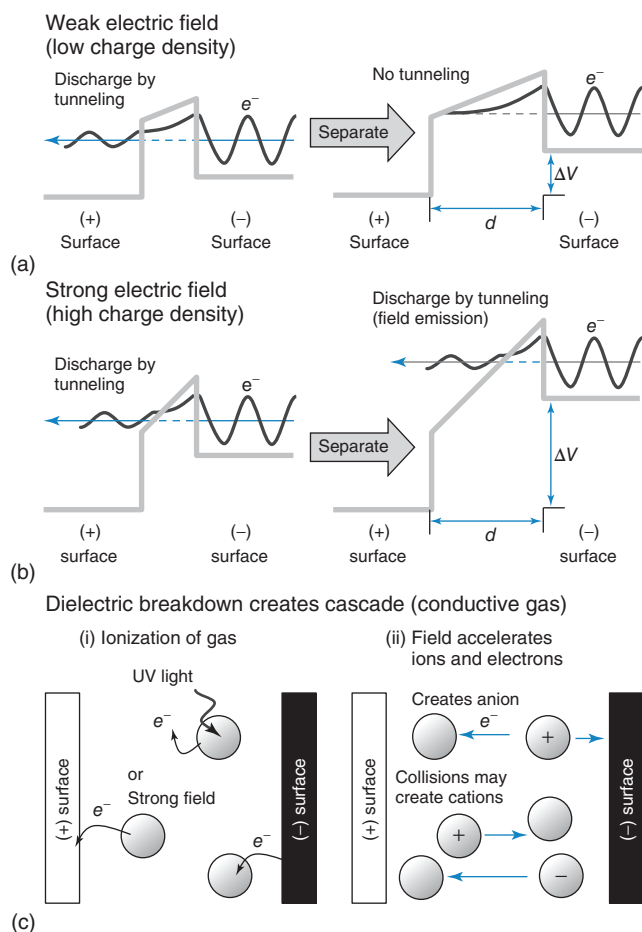 Weak electric field
(low charge density)
Discharge by
tunneling
e⁻
Separate
No tunneling
e⁻
ΔV
d
(+)
Surface
(−)
Surface
(+)
Surface
(−)
Surface
(a)
Strong electric field
(high charge density)
Discharge by
tunneling
e⁻
Separate
Discharge by tunneling
(field emission)
e⁻
ΔV
d
(+)
surface
(−)
surface
(+)
surface
(−)
surface
(b)
Dielectric breakdown creates cascade (conductive gas)
(i) Ionization of gas
UV light
e⁻
or
Strong field
e⁻
e⁻
(+) surface
(−) surface
(ii) Field accelerates
ions and electrons
Creates anion
e⁻
+
Collisions may
create cations
+
−
(+) surface
(−) surface
(c)